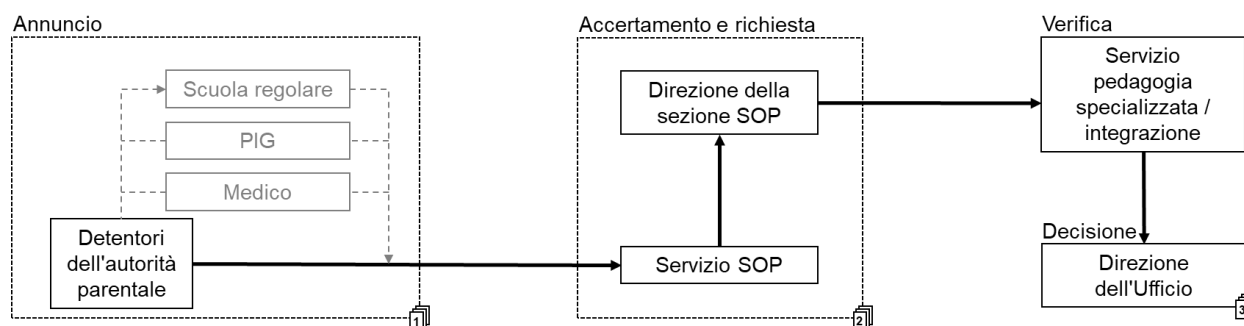 Annuncio
Scuola regolare
PIG
Medico
Detentori
dell'autorità
parentale
1
Accertamento e richiesta
Direzione della
sezione SOP
Servizio SOP
2
Verifica
Servizio
pedagogia
specializzata /
integrazione
Decisione
Direzione
dell'Ufficio
3